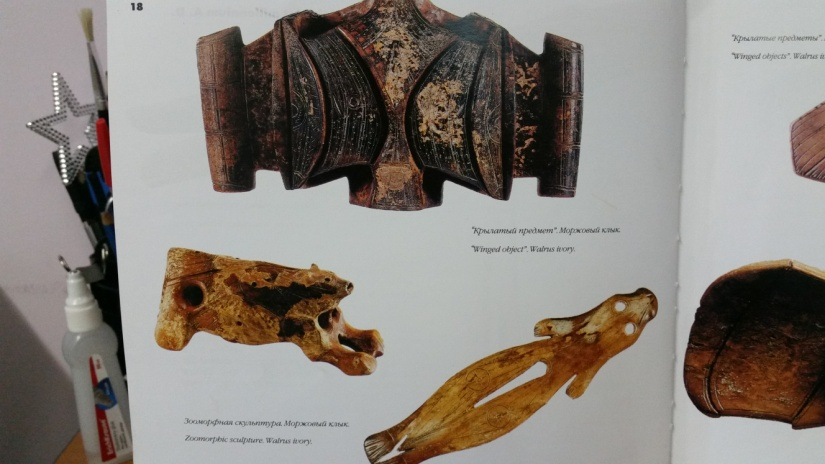 18
"Крылатые предметы".
"Winged objects". Walrus
"Крылатый предмет". Моржовый клык.
"Winged object". Walrus ivory.
Зооморфная скульптура. Моржовый клык.
Zoomorphic sculpture. Walrus ivory.